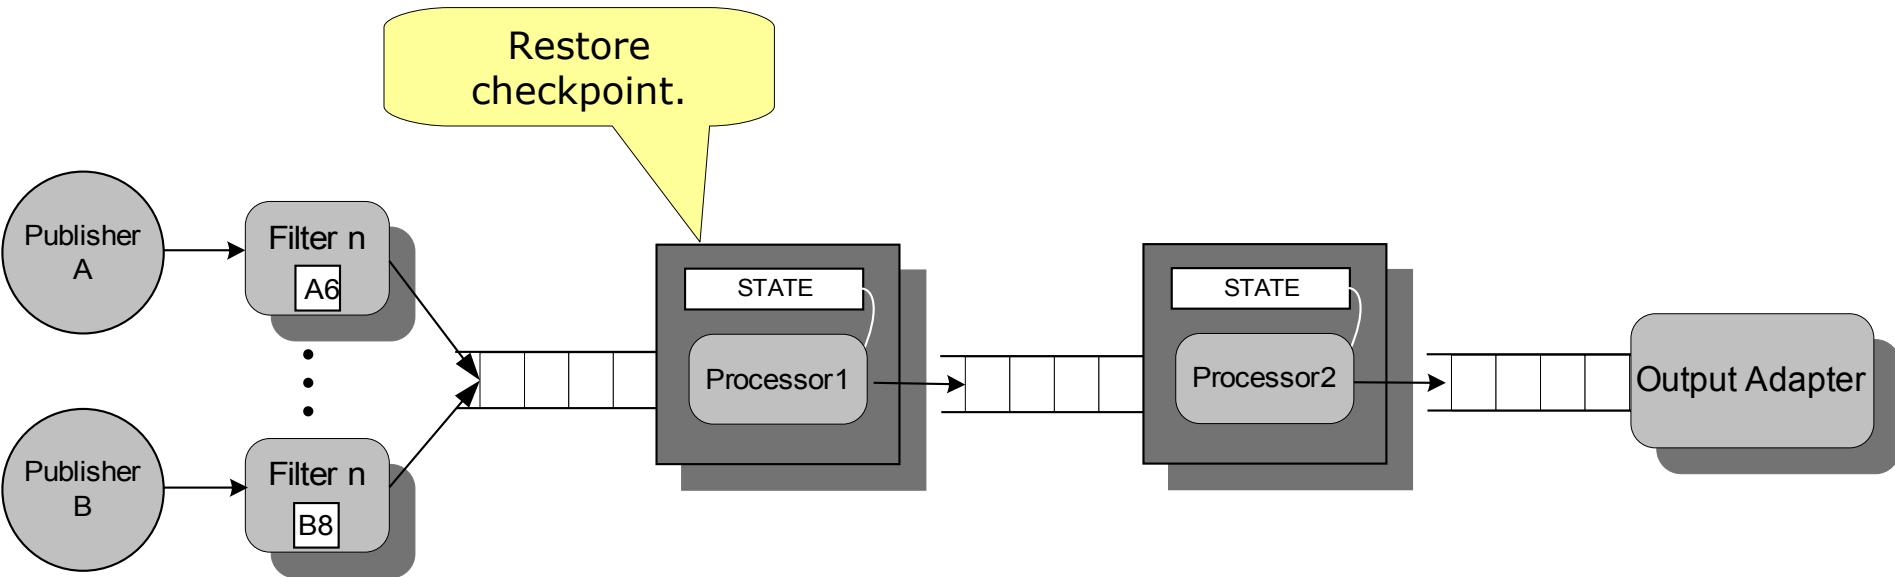 Restore
checkpoint.
Publisher
A
Filter n
A6
STATE
Processor1
STATE
Processor2
Output Adapter
Publisher
B
Filter n
B8